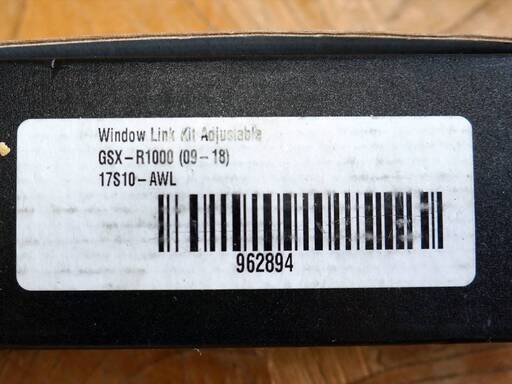 Window Link Kit Adjustable
GSX-R1000 (09-18)
17S10-AWL
962894